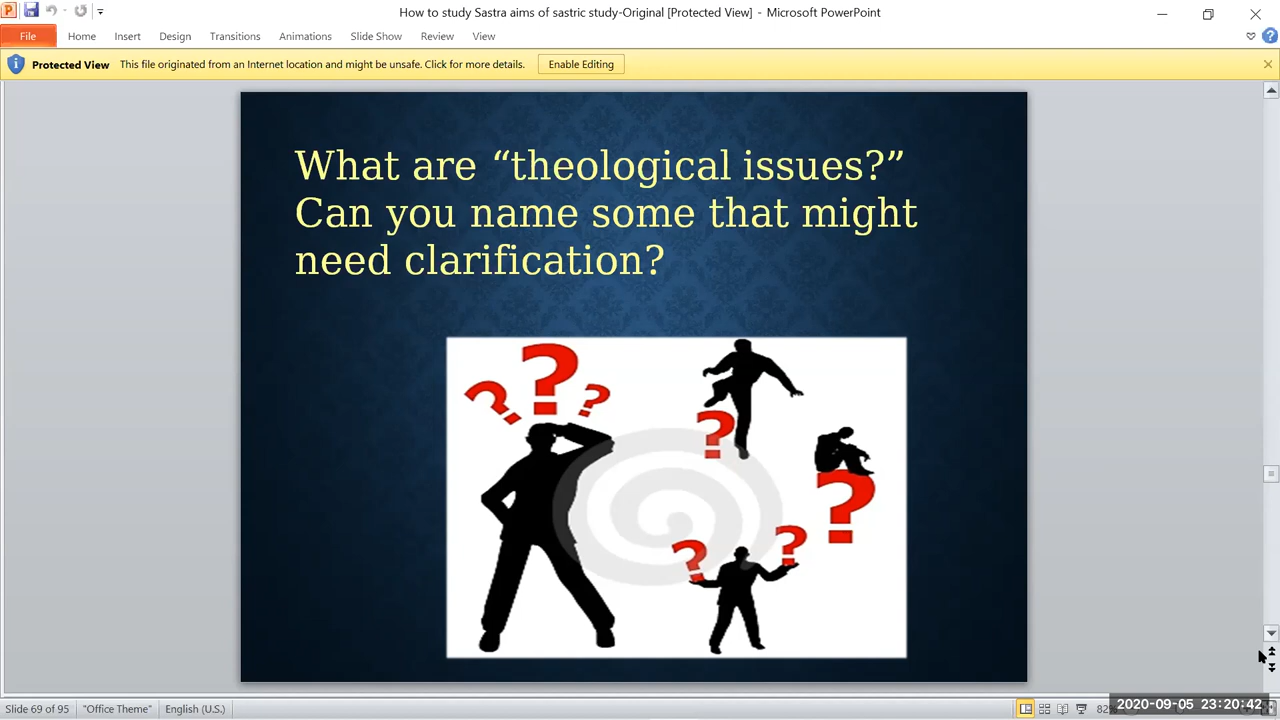 How to study Sastra aims of sastric study-Original [Protected View] - Microsoft PowerPoint
File Home Insert Design Transitions Animations Slide Show Review View
Protected View This file originated from an Internet location and might be unsafe. Click for more details. Enable Editing
What are “theological issues?”
Can you name some that might
need clarification?
? ? ?
?
?
? ?
Slide 69 of 95 "Office Theme" English (U.S.) 82%
2020-09-05 23:20:42